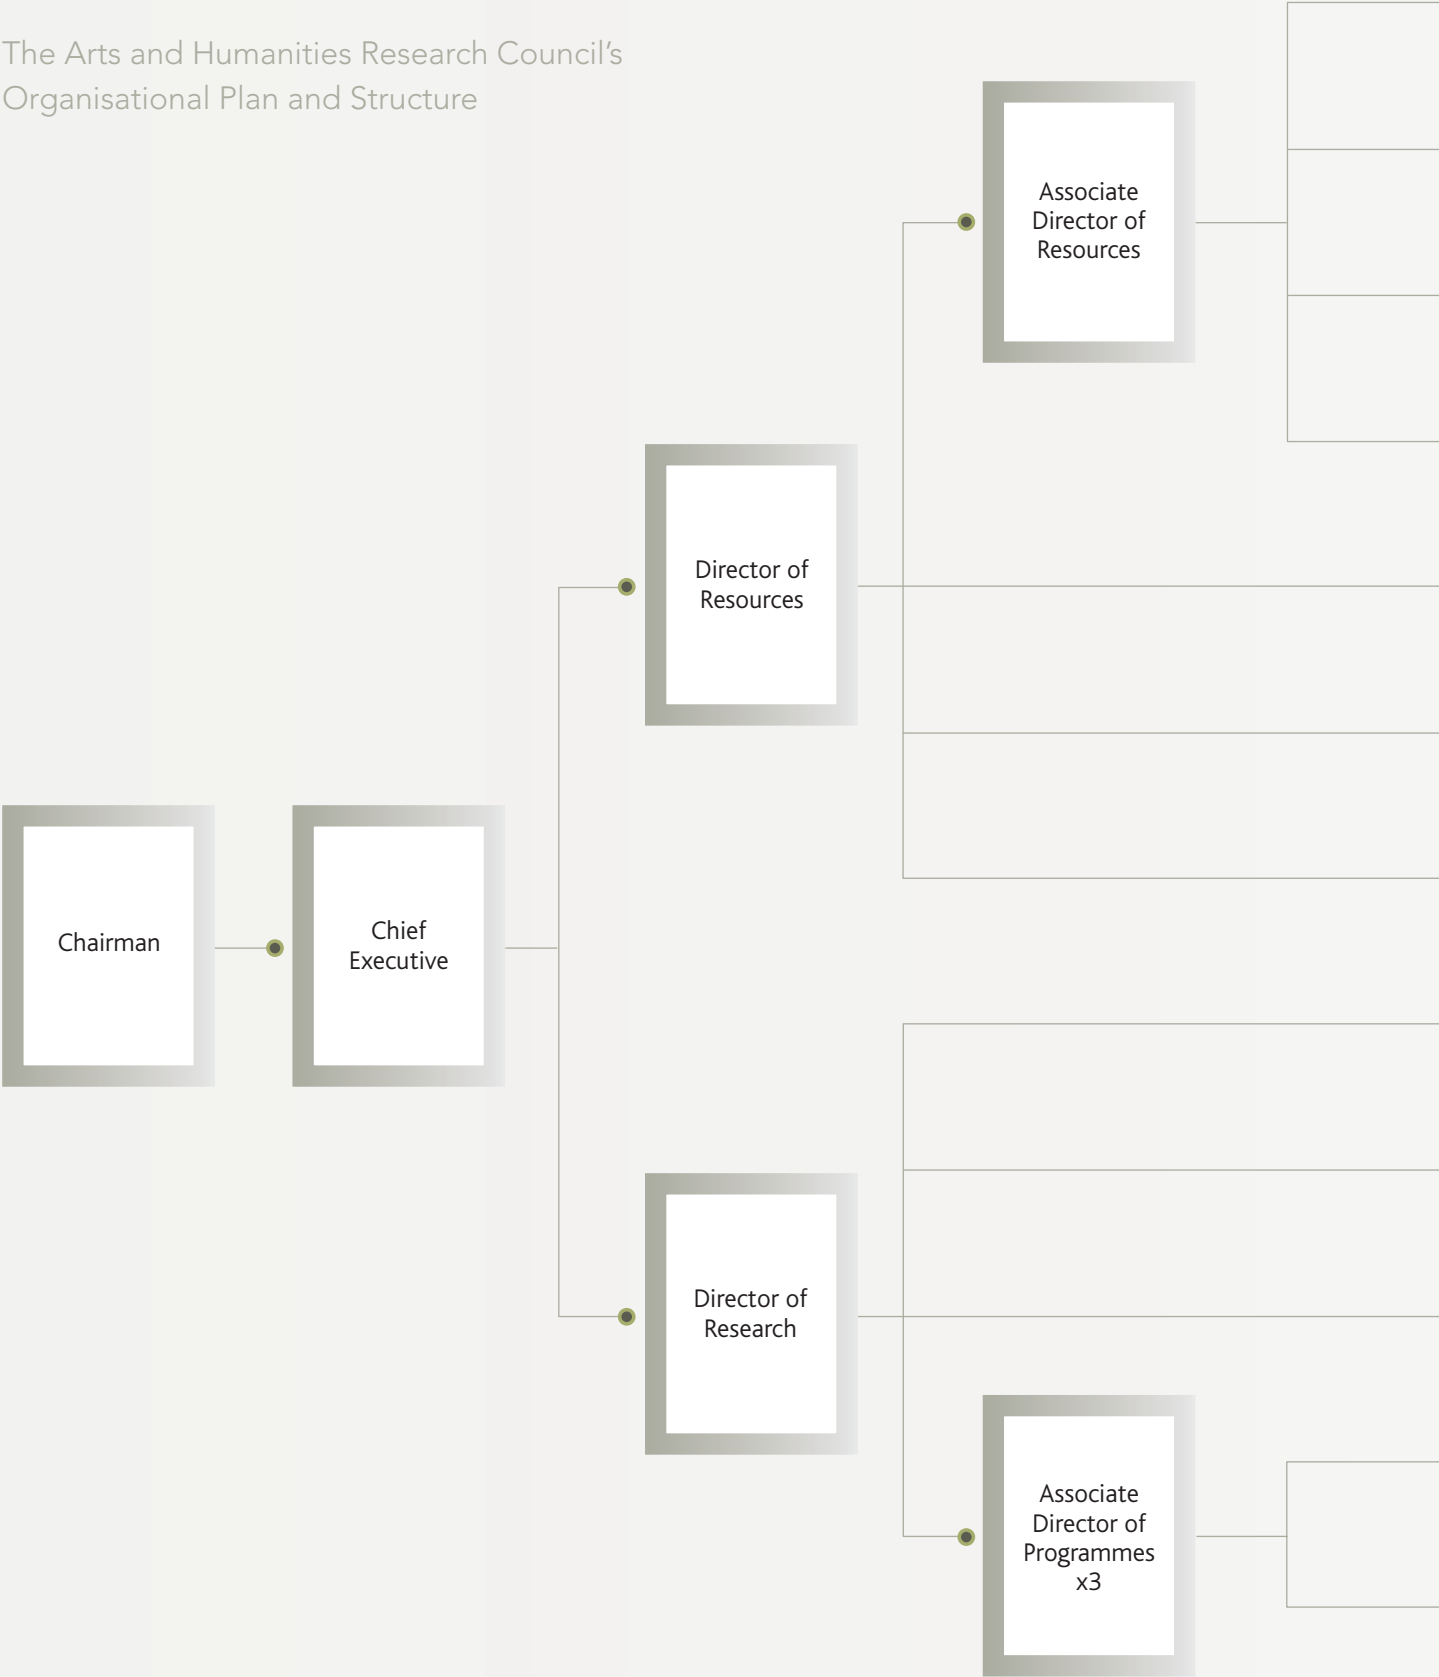 The Arts and Humanities Research Council’s
Organisational Plan and Structure
Associate
Director of
Resources
Director of
Resources
Chairman
Chief
Executive
Director of
Research
Associate
Director of
Programmes
x3